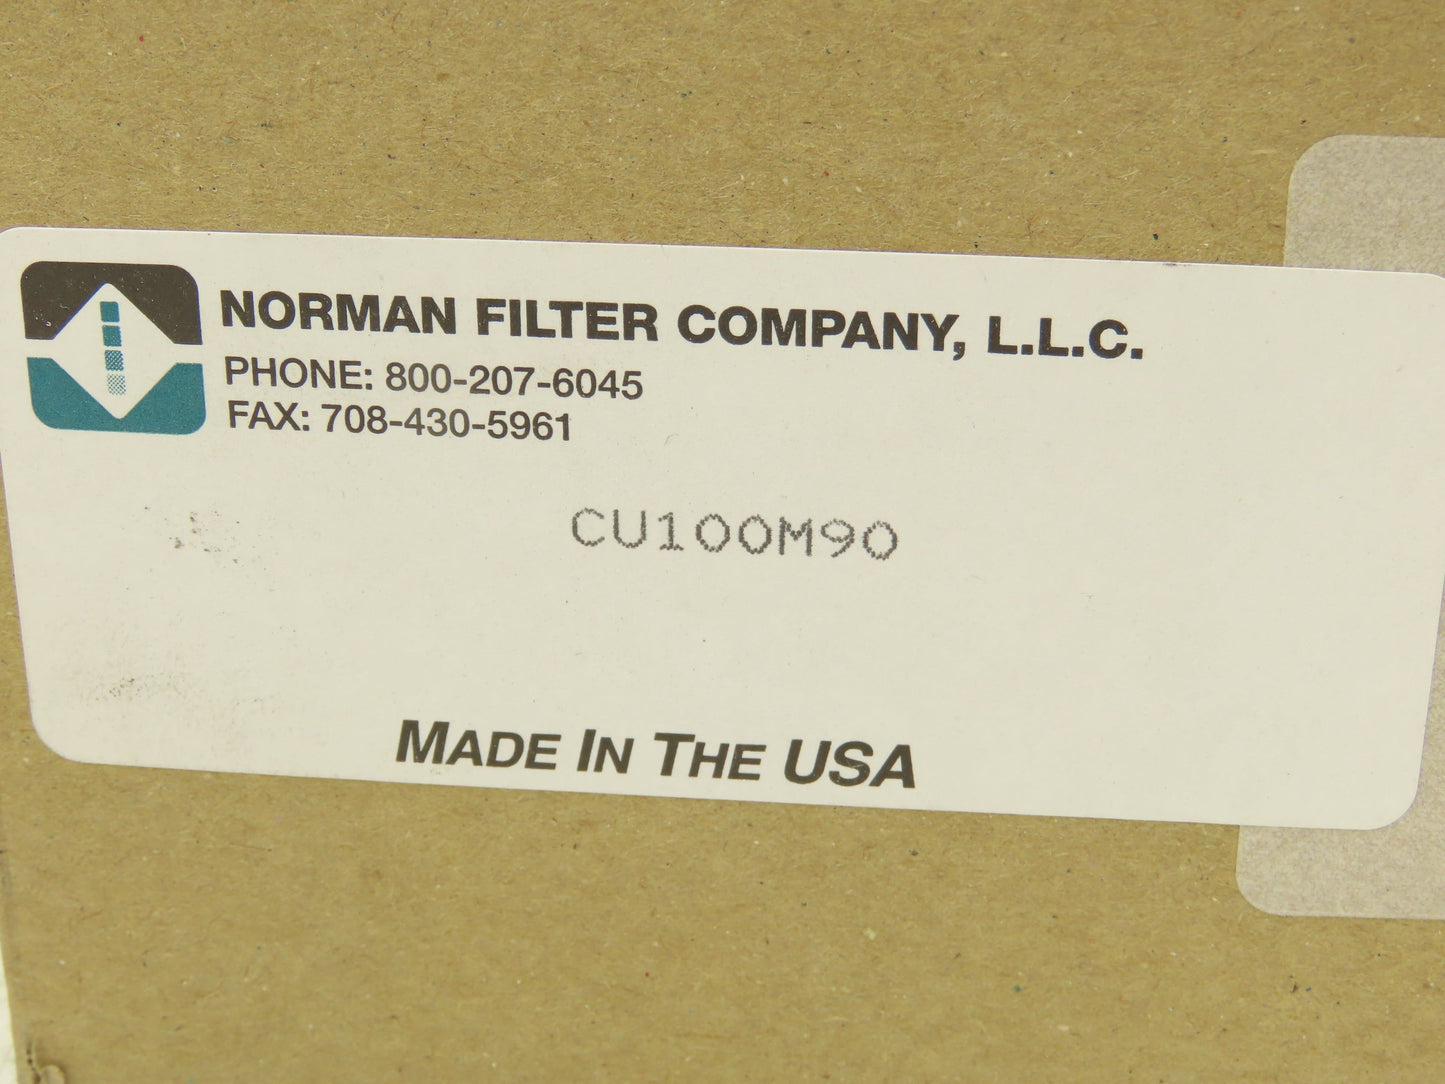 NORMAN FILTER COMPANY, L.L.C.
PHONE: 800-207-6045
FAX: 708-430-5961
CU100M90
MADE IN THE USA